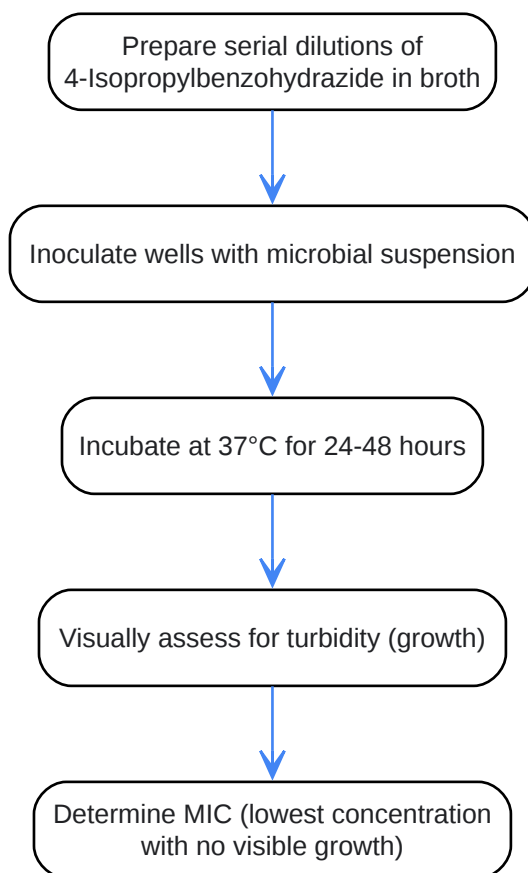 Prepare serial dilutions of
4-Isopropylbenzohydrazide in broth
Inoculate wells with microbial suspension
Incubate at 37°C for 24-48 hours
Visually assess for turbidity (growth)
Determine MIC (lowest concentration
with no visible growth)